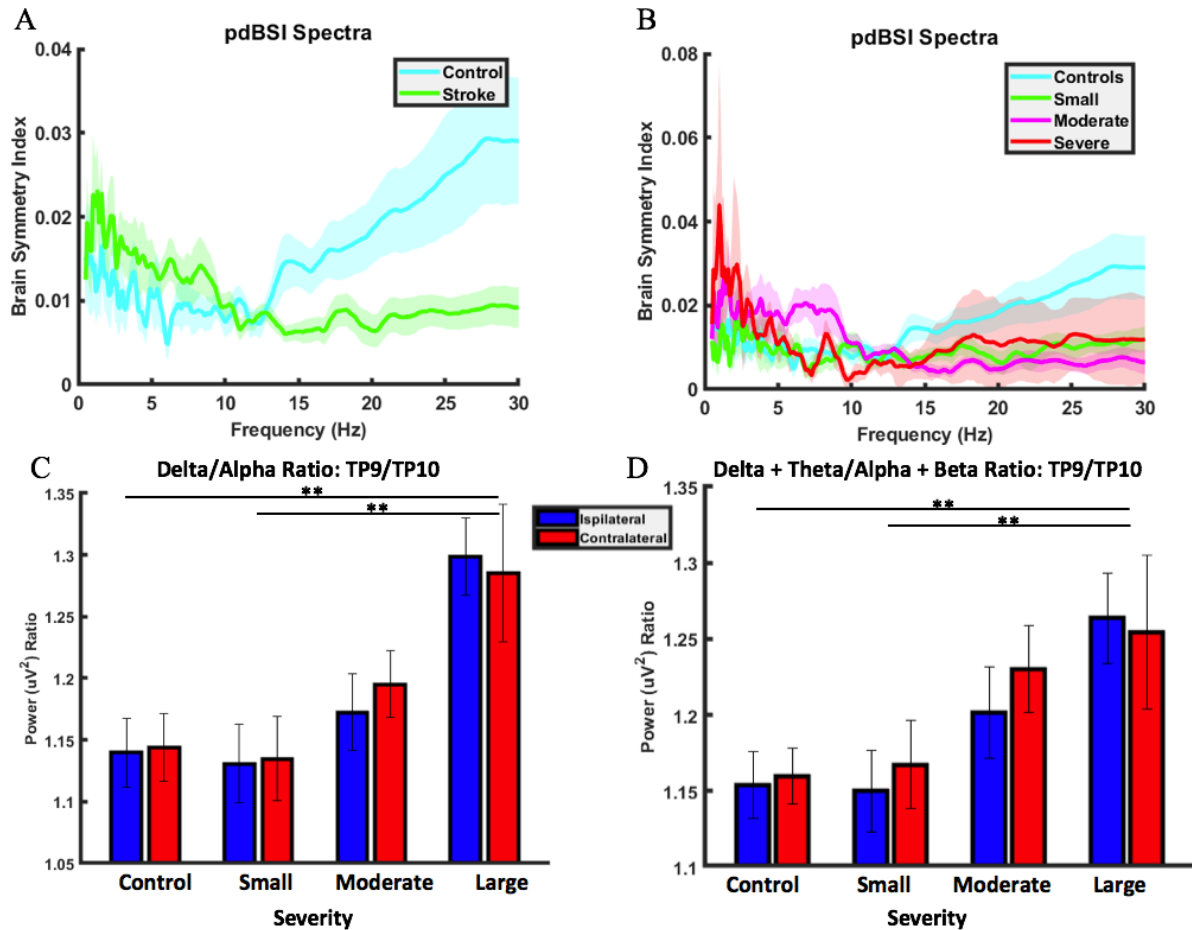 A
pdBSI Spectra
Control
Stroke
Brain Symmetry Index
0.04
0.03
0.02
0.01
0
0 5 10 15 20 25 30
Frequency (Hz)
B
pdBSI Spectra
Controls
Small
Moderate
Severe
Brain Symmetry Index
0.08
0.06
0.04
0.02
0
0 5 10 15 20 25 30
Frequency (Hz)
C
Delta/Alpha Ratio: TP9/TP10
**
**
Ispilateral
Contralateral
Power (uV²) Ratio
1.35
1.3
1.25
1.2
1.15
1.1
1.05
Control Small Moderate Large
Severity
D
Delta + Theta/Alpha + Beta Ratio: TP9/TP10
**
**
Power (uV²) Ratio
1.35
1.3
1.25
1.2
1.15
1.1
Control Small Moderate Large
Severity